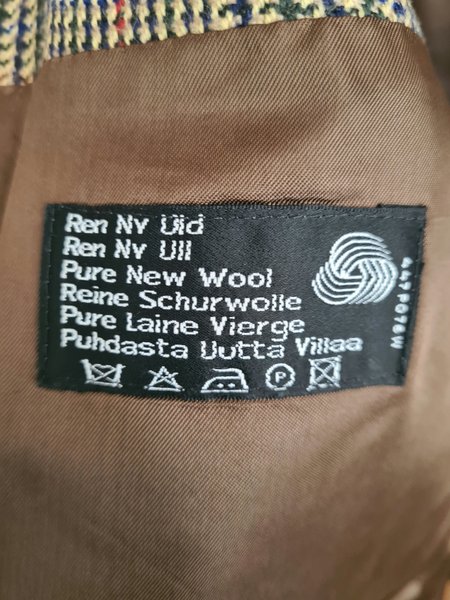 Ren Ny Uld
Ren Ny Ull
Pure New Wool
Reine Schurwolle
Pure Laine Vierge
Puhdasta Uutta Villaa
P